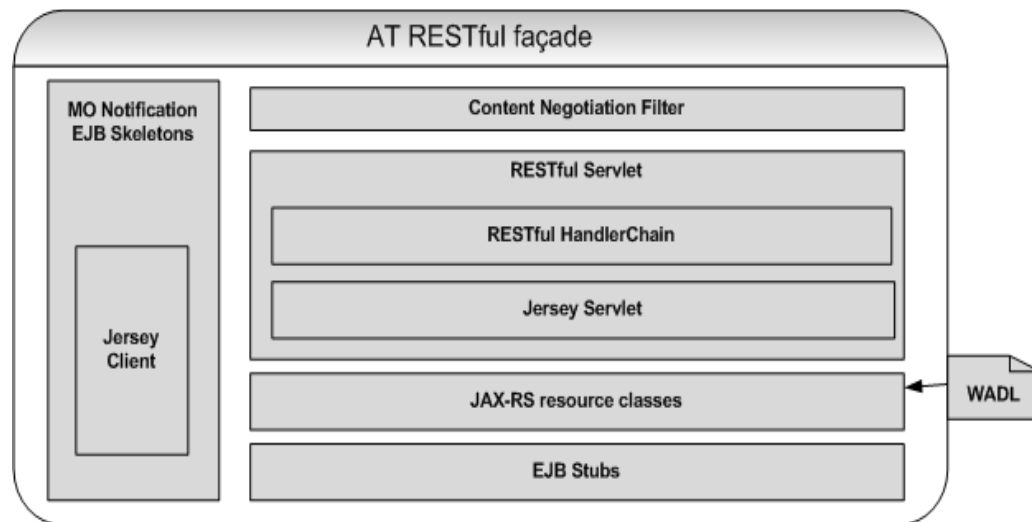 AT RESTful façade
MO Notification
EJB Skeletons
Jersey
Client
Content Negotiation Filter
RESTful Servlet
RESTful HandlerChain
Jersey Servlet
JAX-RS resource classes
EJB Stubs
WADL